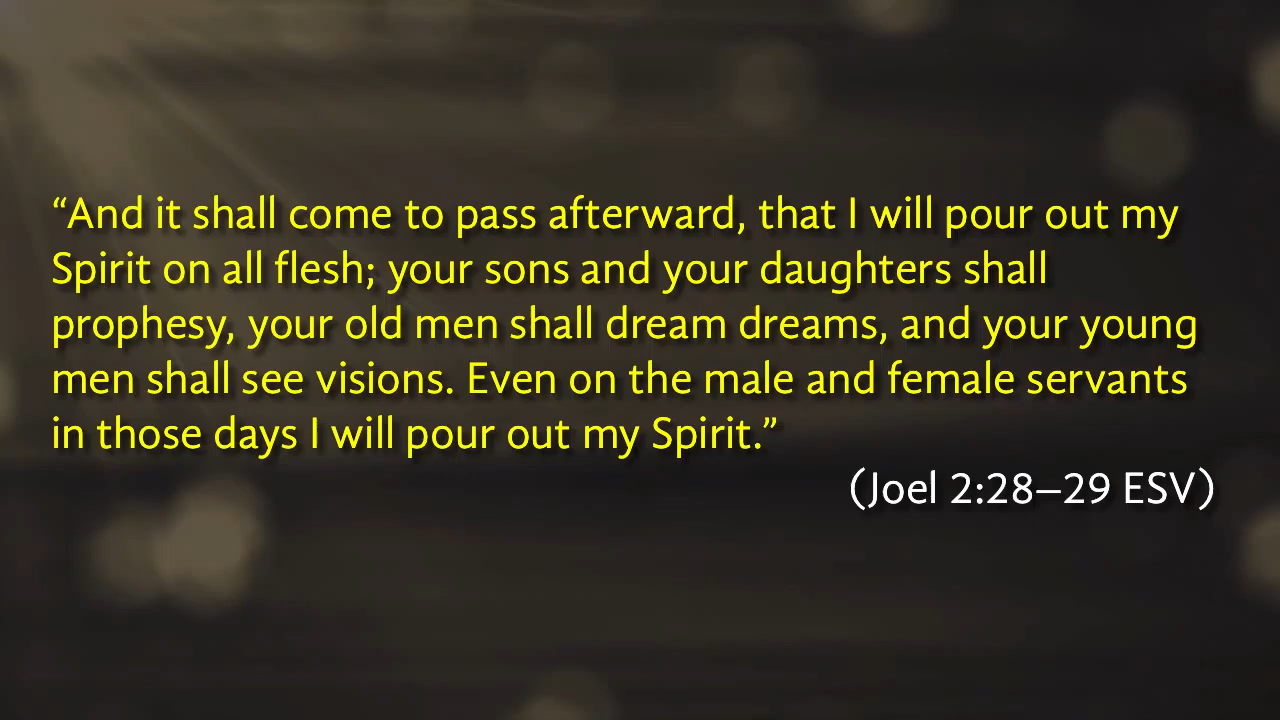 “And it shall come to pass afterward, that I will pour out my
Spirit on all flesh; your sons and your daughters shall
prophesy, your old men shall dream dreams, and your young
men shall see visions. Even on the male and female servants
in those days I will pour out my Spirit.”
(Joel 2:28–29 ESV)